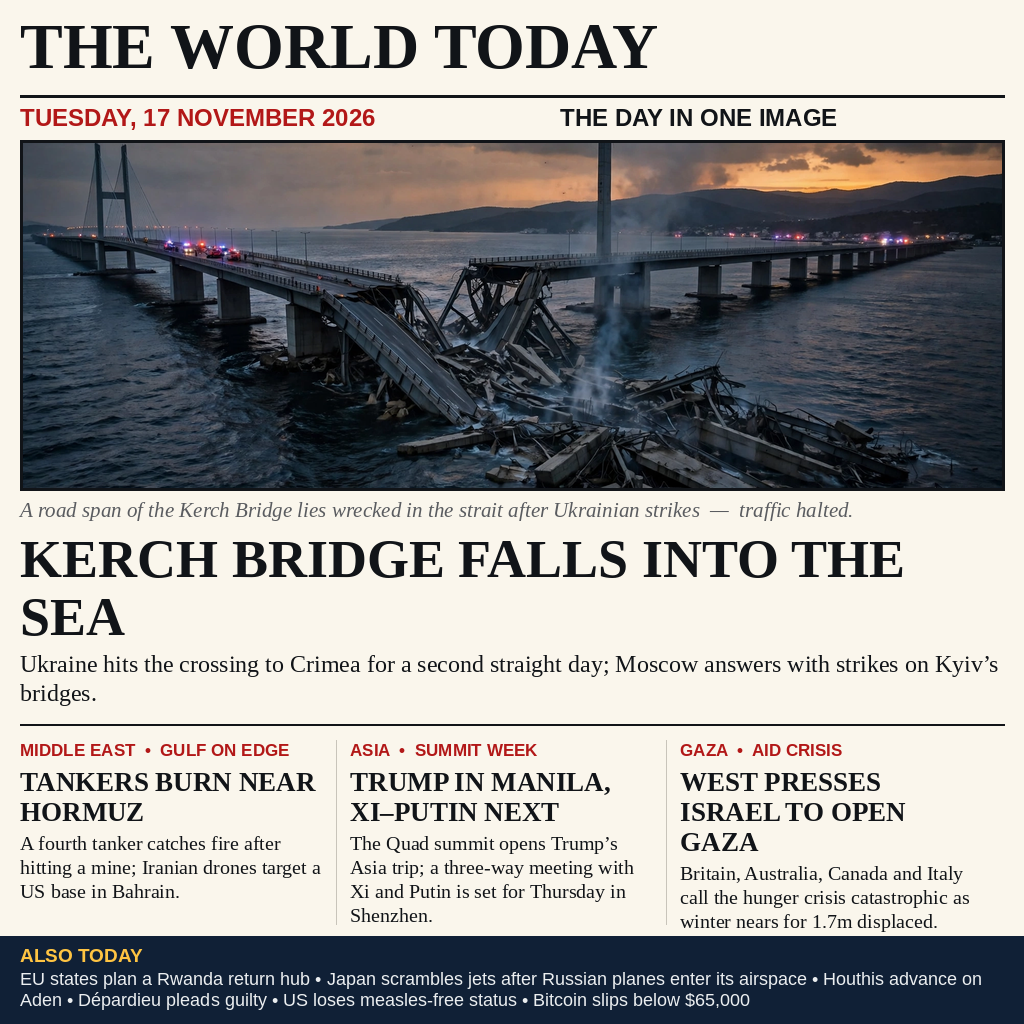 THE WORLD TODAY
TUESDAY, 17 NOVEMBER 2026
THE DAY IN ONE IMAGE
A road span of the Kerch Bridge lies wrecked in the strait after Ukrainian strikes — traffic halted.
KERCH BRIDGE FALLS INTO THE
SEA
Ukraine hits the crossing to Crimea for a second straight day; Moscow answers with strikes on Kyiv’s
bridges.
MIDDLE EAST • GULF ON EDGE
TANKERS BURN NEAR
HORMUZ
A fourth tanker catches fire after
hitting a mine; Iranian drones target a
US base in Bahrain.
ASIA • SUMMIT WEEK
TRUMP IN MANILA,
XI–PUTIN NEXT
The Quad summit opens Trump’s
Asia trip; a three-way meeting with
Xi and Putin is set for Thursday in
Shenzhen.
GAZA • AID CRISIS
WEST PRESSES
ISRAEL TO OPEN
GAZA
Britain, Australia, Canada and Italy
call the hunger crisis catastrophic as
winter nears for 1.7m displaced.
ALSO TODAY
EU states plan a Rwanda return hub • Japan scrambles jets after Russian planes enter its airspace • Houthis advance on
Aden • Dépardieu pleads guilty • US loses measles-free status • Bitcoin slips below $65,000